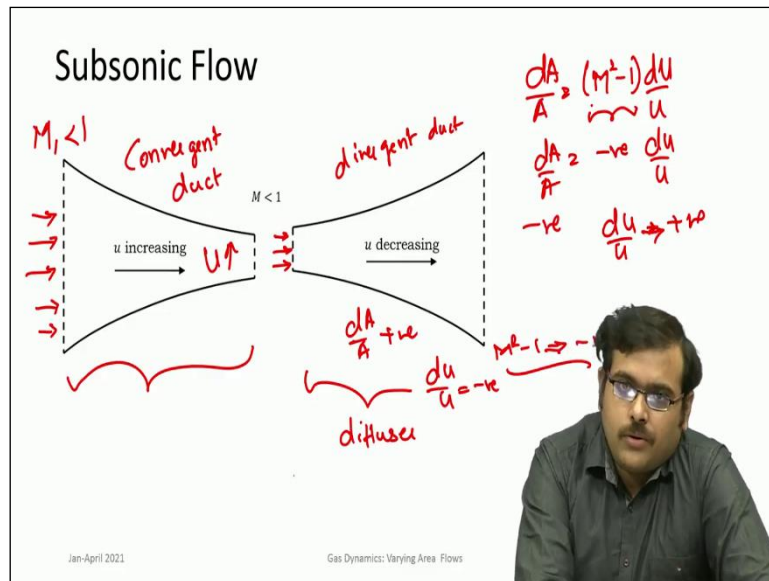 Subsonic Flow
dA/A = (M²-1) du/u
M₁ < 1
Convergent duct
divergent duct
dA/A = -ve du/u
M < 1
-ve du/u → +ve
u increasing
U↑
u decreasing
dA/A +ve
M²-1 ⇒ -
du/u = -ve
diffuser
Jan-April 2021
Gas Dynamics: Varying Area Flows